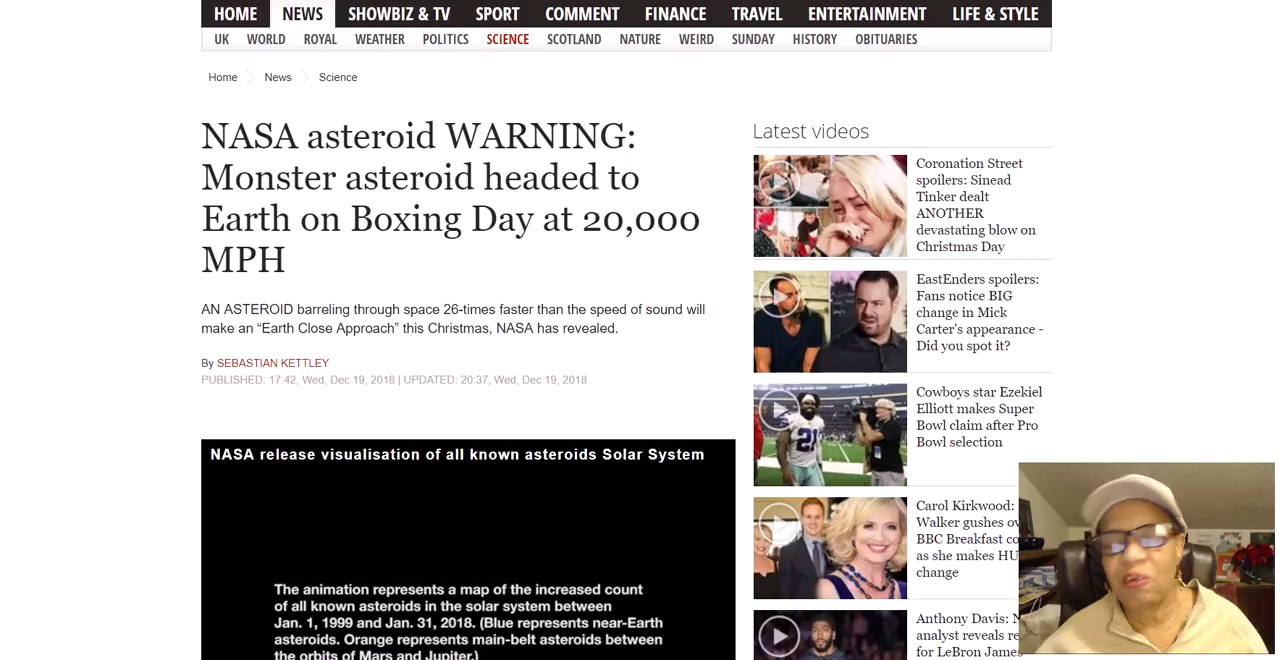 HOME NEWS SHOWBIZ & TV SPORT COMMENT FINANCE TRAVEL ENTERTAINMENT LIFE & STYLE
UK WORLD ROYAL WEATHER POLITICS SCIENCE SCOTLAND NATURE WEIRD SUNDAY HISTORY OBITUARIES
Home News Science
NASA asteroid WARNING:
Monster asteroid headed to
Earth on Boxing Day at 20,000
MPH
AN ASTEROID barreling through space 26-times faster than the speed of sound will
make an “Earth Close Approach” this Christmas, NASA has revealed.
By SEBASTIAN KETTLEY
PUBLISHED: 17:42, Wed, Dec 19, 2018 | UPDATED: 20:37, Wed, Dec 19, 2018
NASA release visualisation of all known asteroids Solar System
The animation represents a map of the increased count
of all known asteroids in the solar system between
Jan. 1, 1999 and Jan. 31, 2018. (Blue represents near-Earth
asteroids. Orange represents main-belt asteroids between
the orbits of Mars and Jupiter.)
Latest videos
Coronation Street
spoilers: Sinead
Tinker dealt
ANOTHER
devastating blow on
Christmas Day
EastEnders spoilers:
Fans notice BIG
change in Mick
Carter's appearance -
Did you spot it?
Cowboys star Ezekiel
Elliott makes Super
Bowl claim after Pro
Bowl selection
21
Carol Kirkwood:
Walker gushes
BBC Breakfast
as she makes
change
Anthony Davis:
analyst reveals
for LeBron James